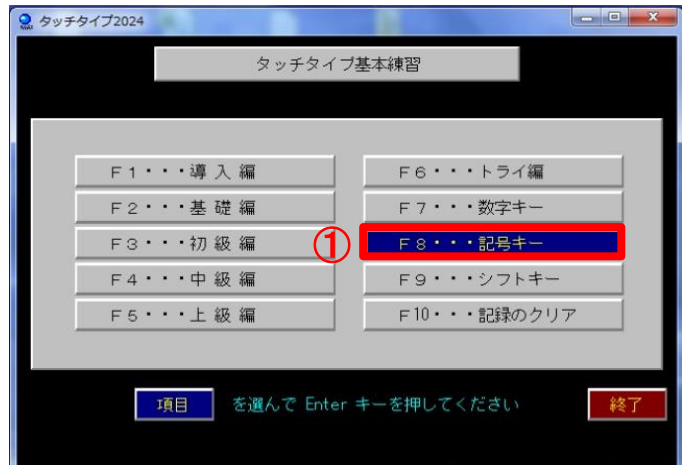 タッチタイプ2024
タッチタイプ基本練習
F1・・・導入編
F2・・・基礎編
F3・・・初級編
F4・・・中級編
F5・・・上級編
①
F6・・・トライ編
F7・・・数字キー
F8・・・記号キー
F9・・・シフトキー
F10・・・記録のクリア
項目 を選んで Enter キーを押してください 終了